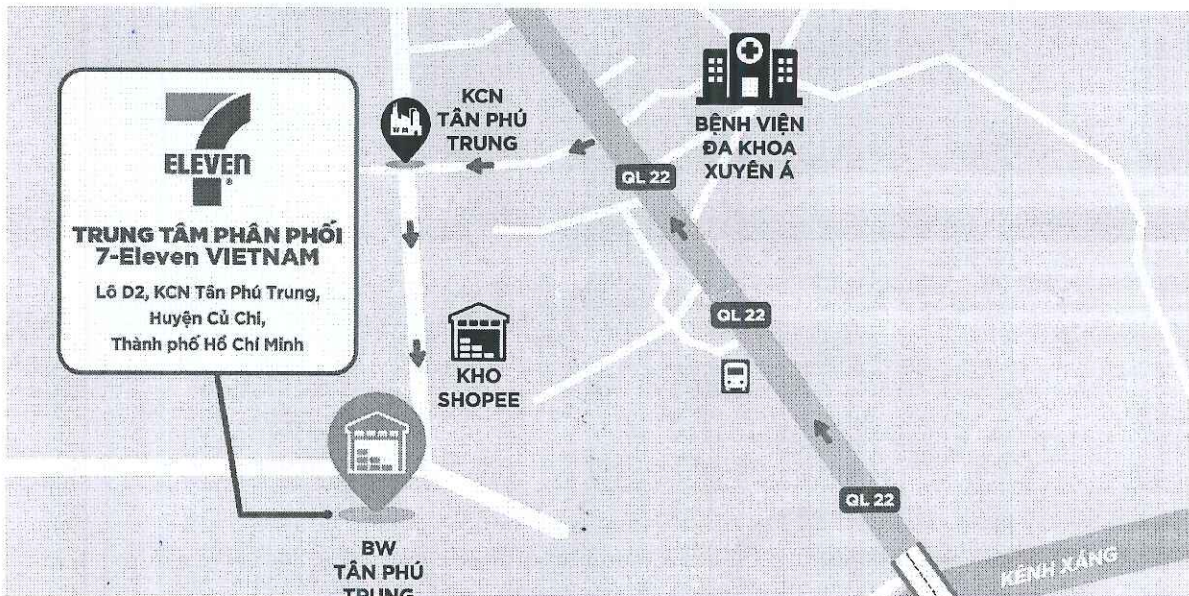 7
ELEVEn
®
TRUNG TÂM PHÂN PHỐI
7-Eleven VIETNAM
Lô D2, KCN Tân Phú Trung,
Huyện Củ Chi,
Thành phố Hồ Chí Minh
KCN
TÂN PHÚ
TRUNG
BỆNH VIỆN
ĐA KHOA
XUYÊN Á
QL 22
QL 22
KHO
SHOPEE
QL 22
BW
TÂN PHÚ
TRUNG
KÊNH XÁNG